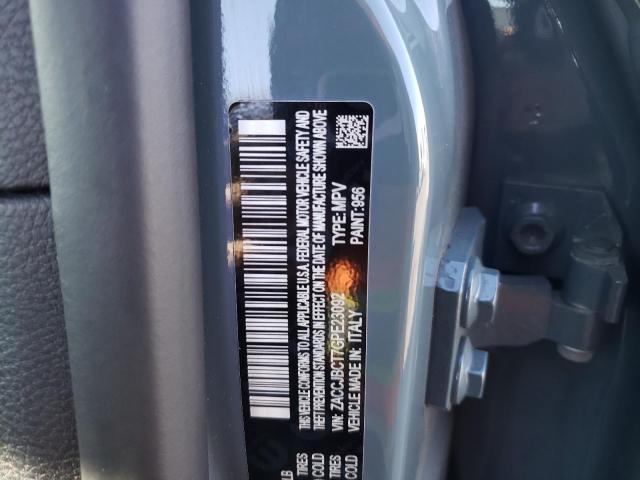 THIS VEHICLE CONFORMS TO ALL APPLICABLE U.S.A. FEDERAL MOTOR VEHICLE SAFETY AND
THEFT PREVENTION STANDARDS IN EFFECT ON THE DATE OF MANUFACTURE SHOWN ABOVE
VIN: ZACCJBCT7GPE23092 TYPE: MPV
VEHICLE MADE IN: ITALY PAINT: 956
LB
TIRES
COLD
TIRES
COLD